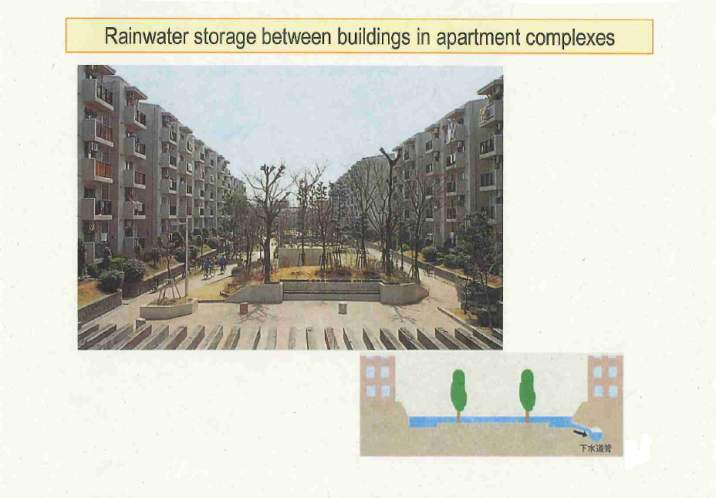 Rainwater storage between buildings in apartment complexes
下水道管